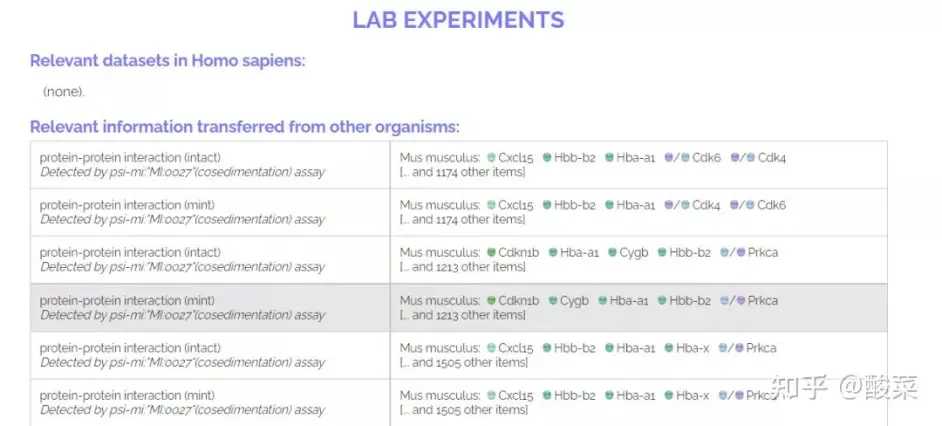 LAB EXPERIMENTS
Relevant datasets in Homo sapiens:
(none).
Relevant information transferred from other organisms:
protein-protein interaction (intact)
Detected by psi-mi:"MI:0027"(cosedimentation) assay
Mus musculus: Cxcl15 Hbb-b2 Hba-a1 / Cdk6 / Cdk4
[... and 1174 other items]
protein-protein interaction (mint)
Detected by psi-mi:"MI:0027"(cosedimentation) assay
Mus musculus: Cxcl15 Hbb-b2 Hba-a1 / Cdk4 / Cdk6
[... and 1174 other items]
protein-protein interaction (intact)
Detected by psi-mi:"MI:0027"(cosedimentation) assay
Mus musculus: Cdkn1b Hba-a1 Cygb Hbb-b2 / Prkca
[... and 1213 other items]
protein-protein interaction (mint)
Detected by psi-mi:"MI:0027"(cosedimentation) assay
Mus musculus: Cdkn1b Cygb Hba-a1 Hbb-b2 / Prkca
[... and 1213 other items]
protein-protein interaction (intact)
Detected by psi-mi:"MI:0027"(cosedimentation) assay
Mus musculus: Cxcl15 Hbb-b2 Hba-a1 Hba-x / Prkca
[... and 1505 other items]
protein-protein interaction (mint)
Detected by psi-mi:"MI:0027"(cosedimentation) assay
Mus musculus: Cxcl15 Hbb-b2 Hba-a1 Hba-x / Prkca
[... and 1505 other items]
知乎 @酸菜